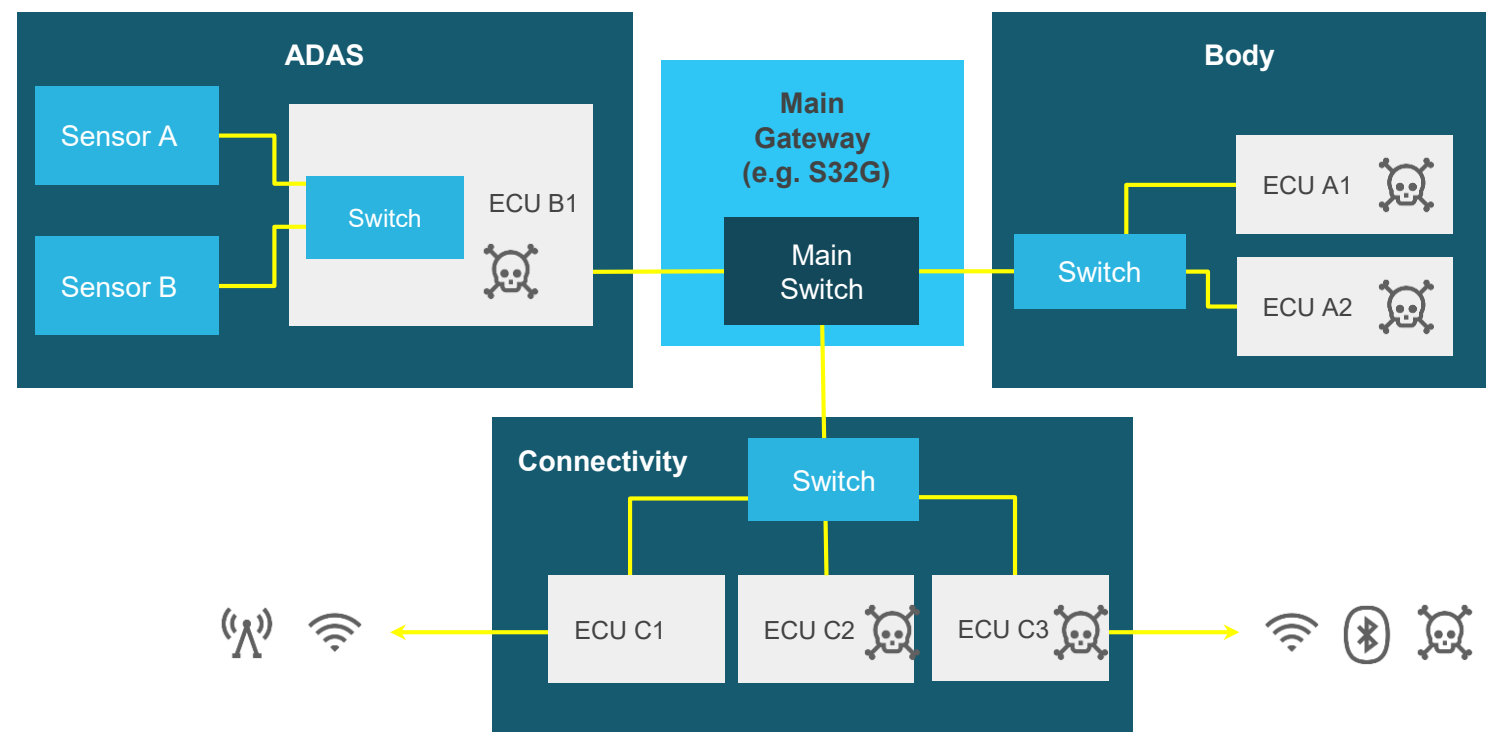 ADAS
Sensor A
Sensor B
Switch
ECU B1
Main
Gateway
(e.g. S32G)
Main
Switch
Body
Switch
ECU A1
ECU A2
Connectivity
Switch
ECU C1
ECU C2
ECU C3